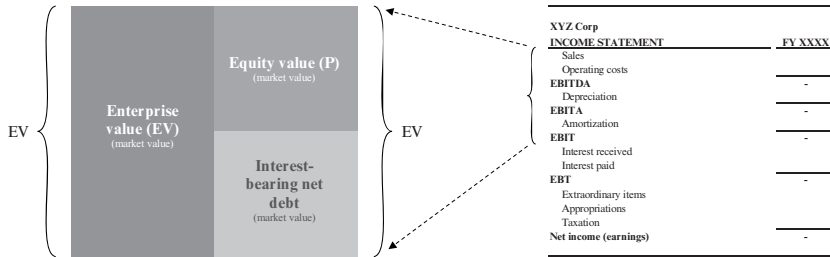 EV
Enterprise
value (EV)
(market value)
Equity value (P)
(market value)
Interest-
bearing net
debt
(market value)
EV
XYZ Corp
INCOME STATEMENT FY XXXX
Sales
Operating costs
EBITDA -
Depreciation
EBITA -
Amortization
EBIT -
Interest received
Interest paid
EBT -
Extraordinary items
Appropriations
Taxation
Net income (earnings) -